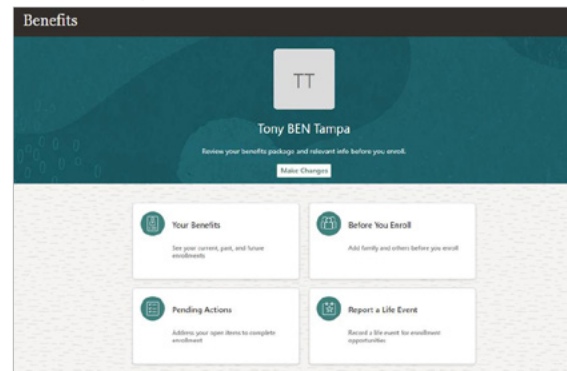 Benefits
TT
Tony BEN Tampa
Review your benefits package and relevant info before you enroll.
Make Changes
Your Benefits
See your current, past, and future
enrollments
Before You Enroll
Add family and others before you enroll
Pending Actions
Address your open items to complete
enrollment
Report a Life Event
Record a life event for enrollment
opportunities